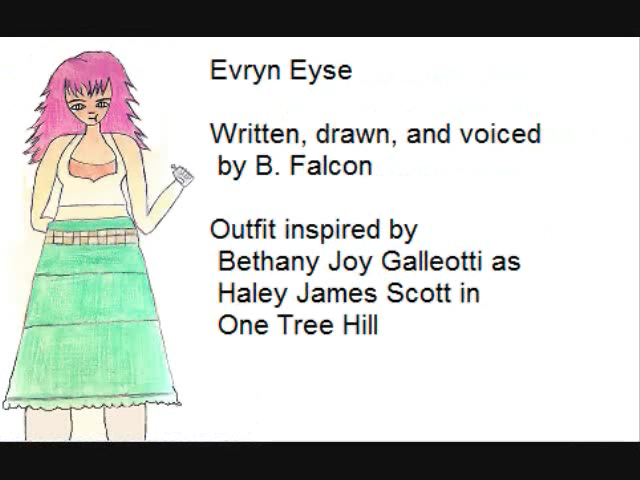 Evryn Eyse
Written, drawn, and voiced
by B. Falcon
Outfit inspired by
Bethany Joy Galleotti as
Haley James Scott in
One Tree Hill